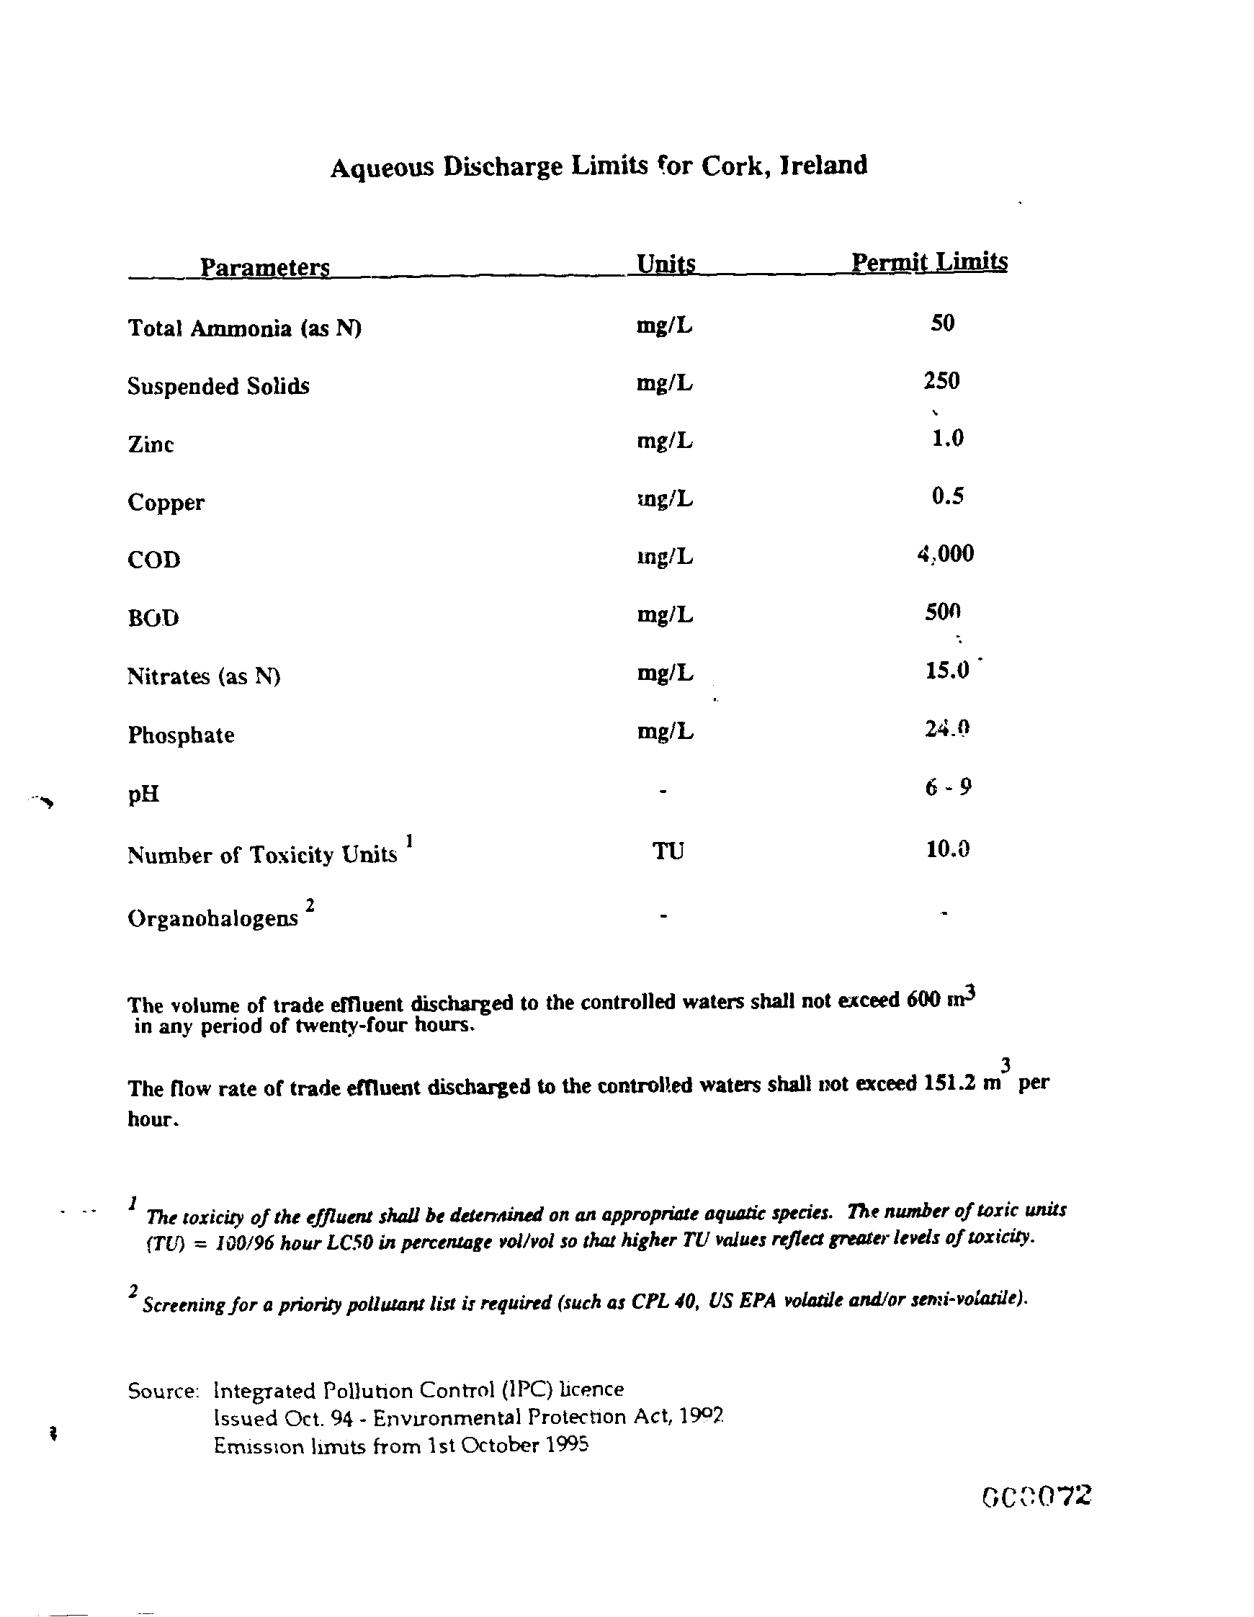 Aqueous Discharge Limits for Cork, Ireland
Parameters Units Permit Limits
Total Ammonia (as N) mg/L 50
Suspended Solids mg/L 250
Zinc mg/L 1.0
Copper mg/L 0.5
COD mg/L 4,000
BOD mg/L 500
Nitrates (as N) mg/L 15.0
Phosphate mg/L 24.0
pH - 6 - 9
Number of Toxicity Units 1 TU 10.0
Organohalogens 2 - -
The volume of trade effluent discharged to the controlled waters shall not exceed 600 m3
in any period of twenty-four hours.
The flow rate of trade effluent discharged to the controlled waters shall not exceed 151.2 m3 per
hour.
1 The toxicity of the effluent shall be determined on an appropriate aquatic species. The number of toxic units
(TU) = 100/96 hour LC50 in percentage vol/vol so that higher TU values reflect greater levels of toxicity.
2 Screening for a priority pollutant list is required (such as CPL 40, US EPA volatile and/or semi-volatile).
Source: Integrated Pollution Control (IPC) licence
Issued Oct. 94 - Environmental Protection Act, 1992
Emission limits from 1st October 1995
000072